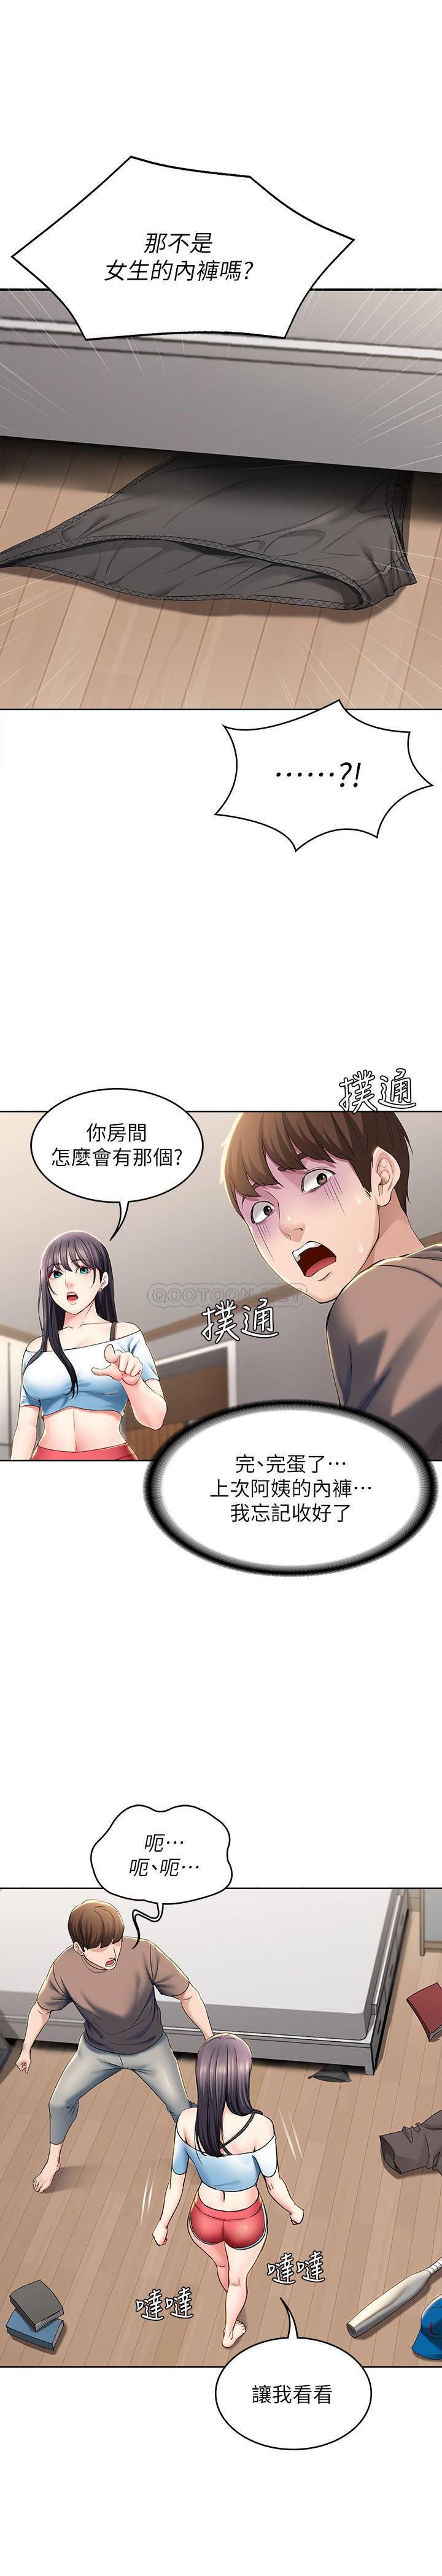 那不是
女生的內褲嗎?
……?!
撲通
你房間
怎麼會有那個?
QOOTOON.NET
撲通
完、完蛋了…
上次阿姨的內褲…
我忘記收好了
呃…
呃、呃…
噠噠
噠噠
讓我看看